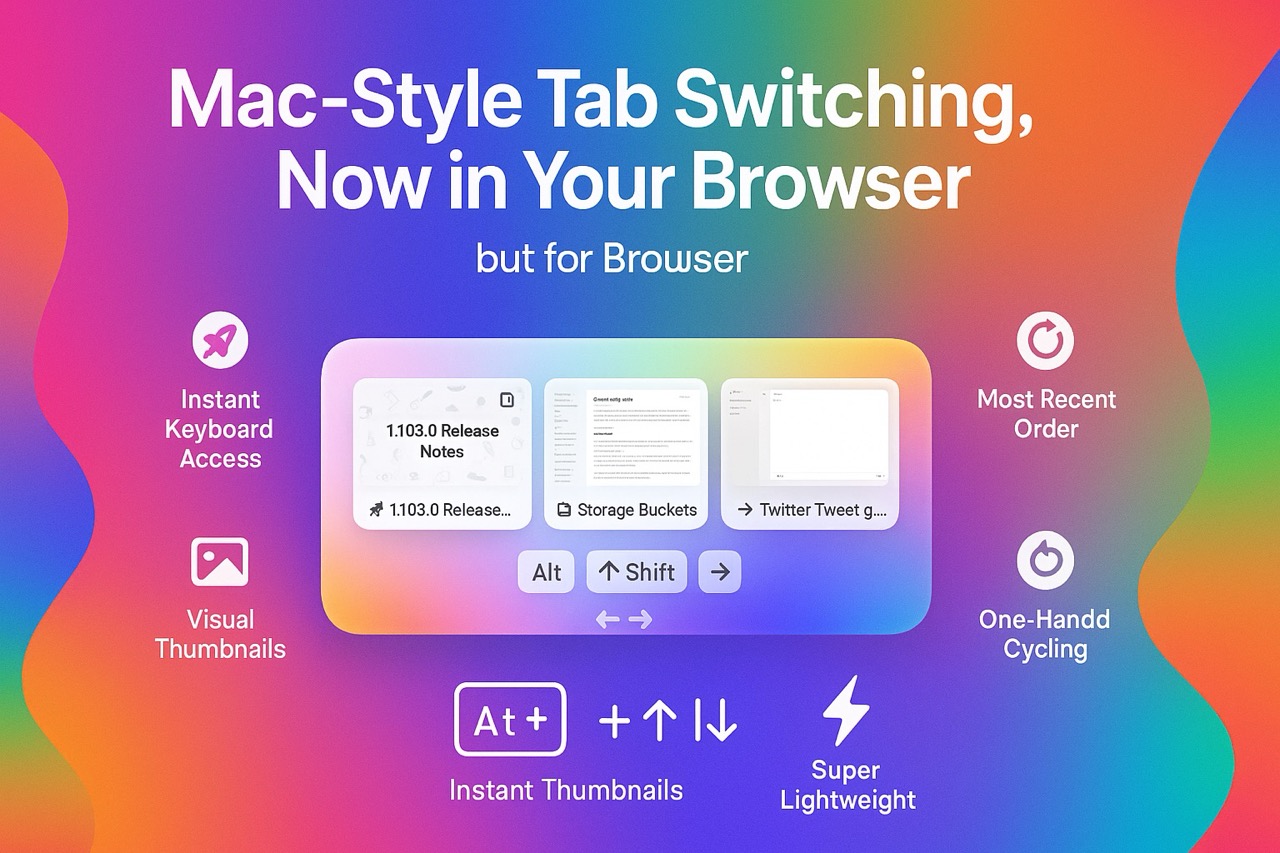 Mac-Style Tab Switching,
Now in Your Browser
but for Browser
Instant
Keyboard
Access
Most Recent
Order
1.103.0 Release
Notes
1.103.0 Release...
Storage Buckets
→ Twitter Tweet g....
Alt
↑ Shift
→
← →
Visual
Thumbnails
One-Handd
Cycling
At +
+ ↑ | ↓
Instant Thumbnails
Super
Lightweight